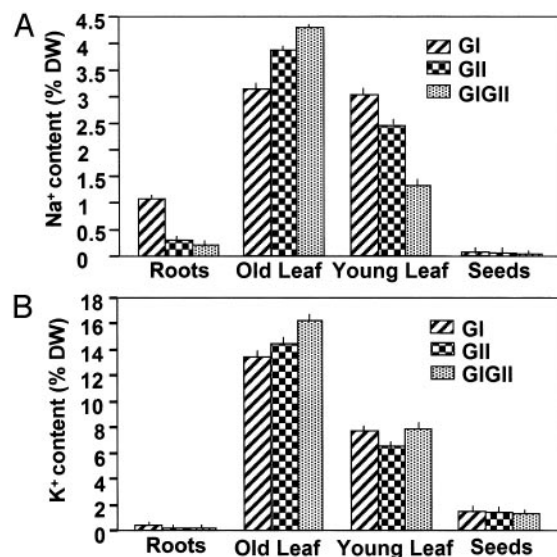 A
Na⁺ content (% DW)
4.5
4
3.5
3
2.5
2
1.5
1
0.5
0
GI
GII
GIGII
Roots Old Leaf Young Leaf Seeds
B
K⁺ content (% DW)
18
16
14
12
8
6
4
2
0
GI
GII
GIGII
Roots Old Leaf Young Leaf Seeds